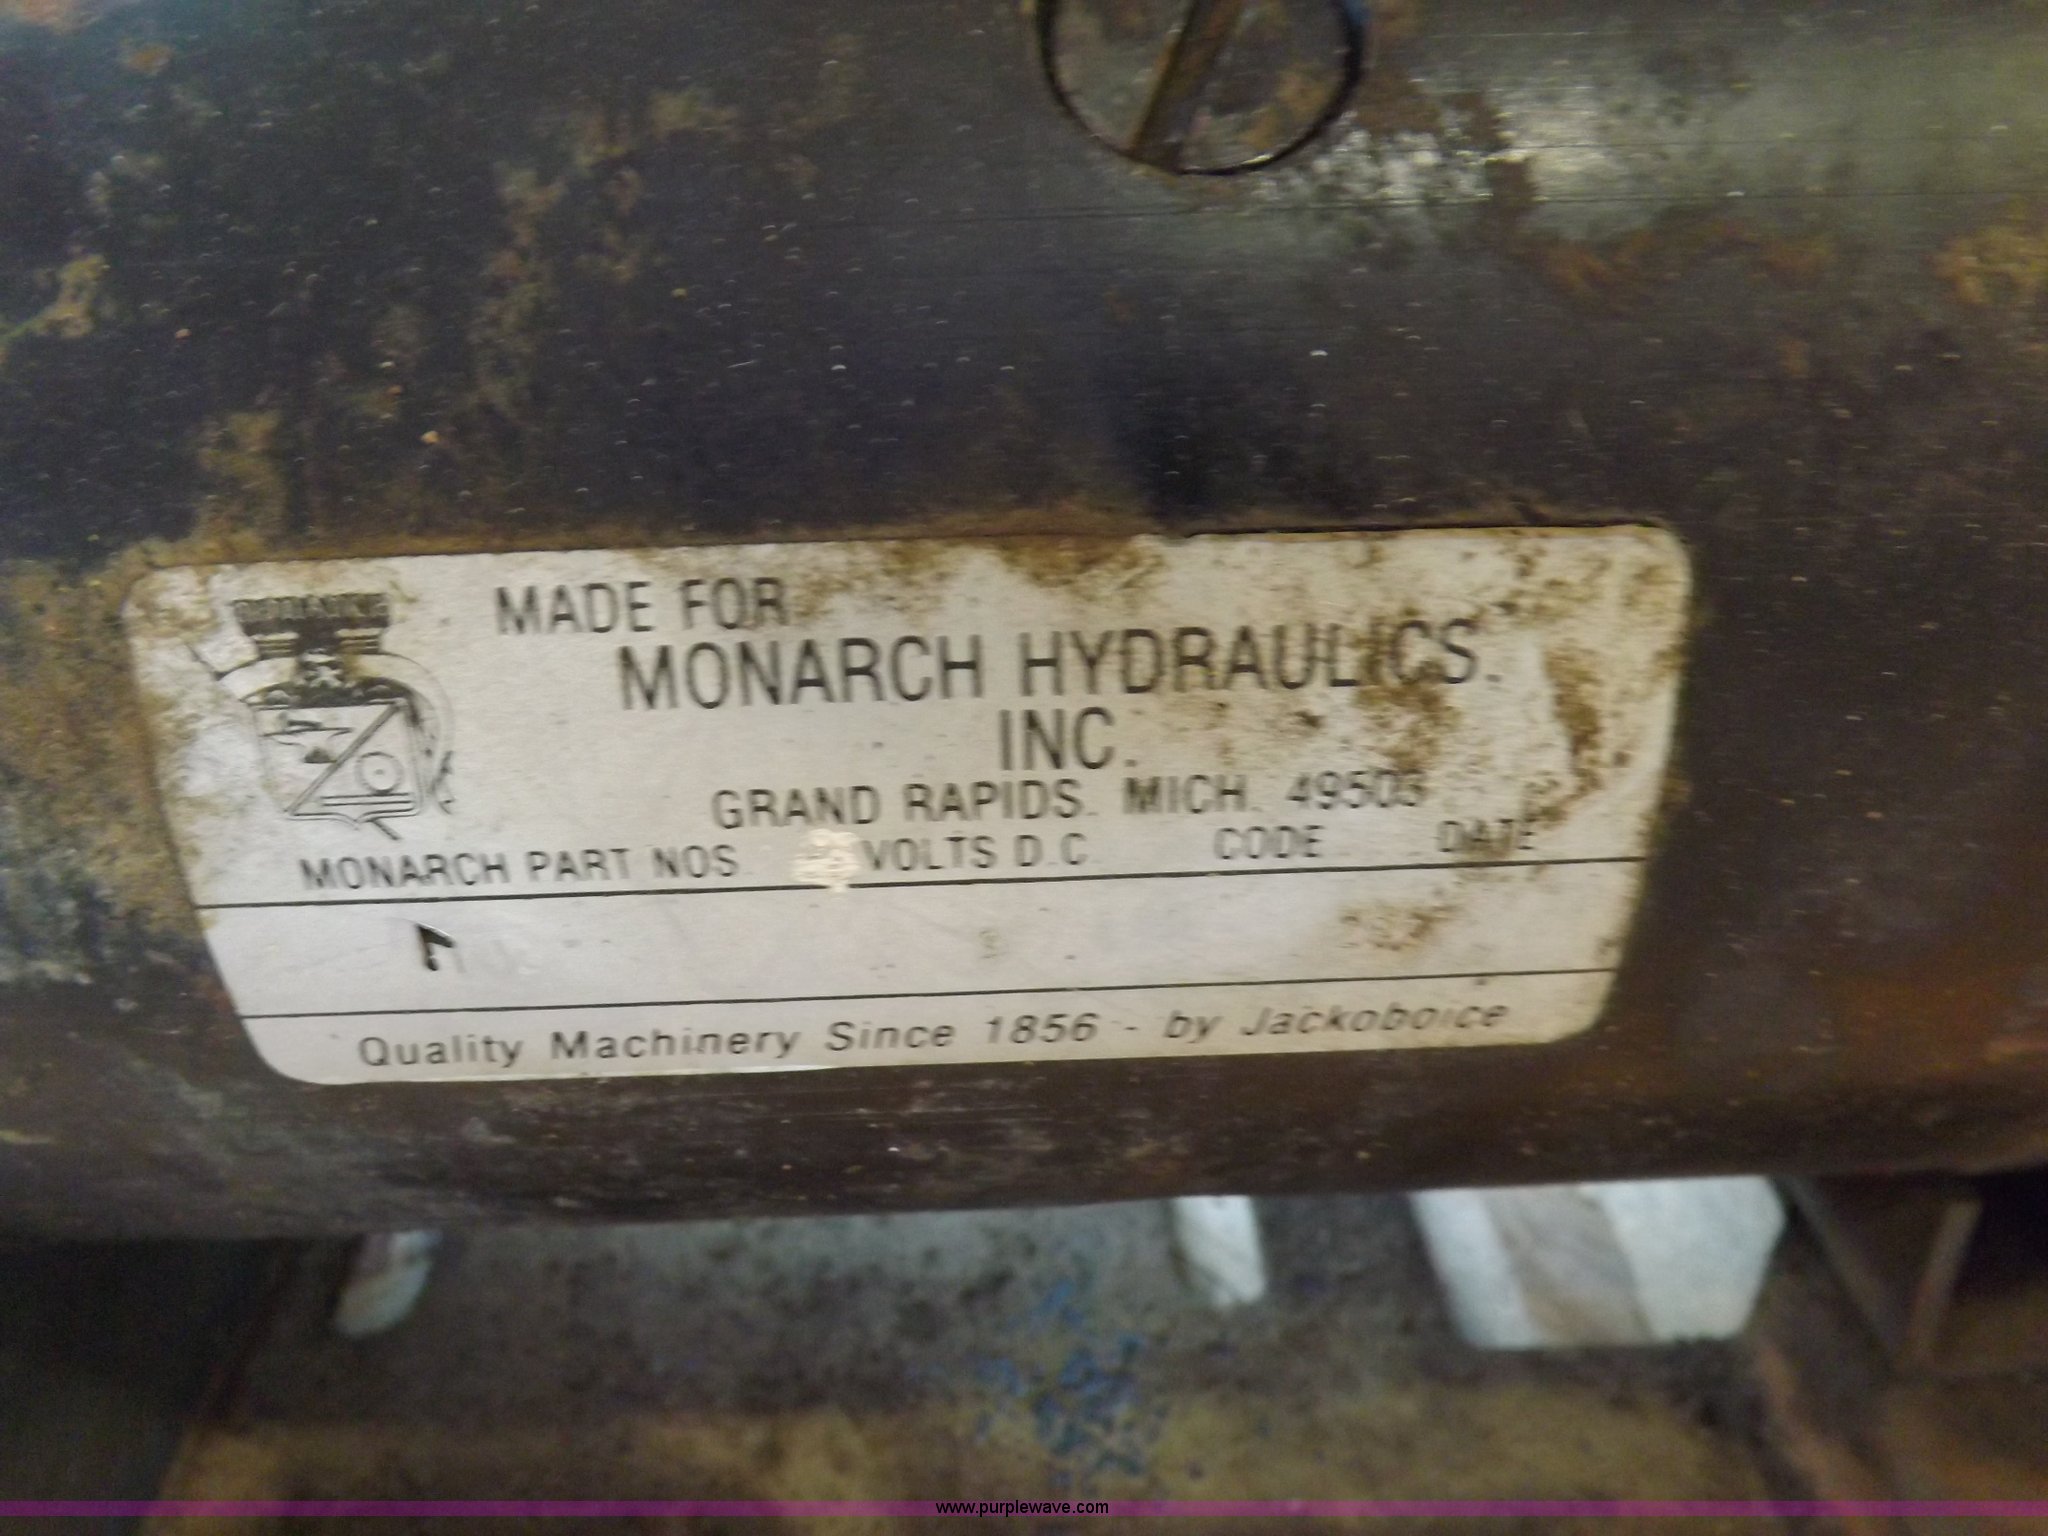 MADE FOR
MONARCH HYDRAULICS,
INC.
GRAND RAPIDS, MICH. 49503
MONARCH PART NOS. VOLTS D.C. CODE DATE
Quality Machinery Since 1856 - by Jackoboice
www.purplewave.com